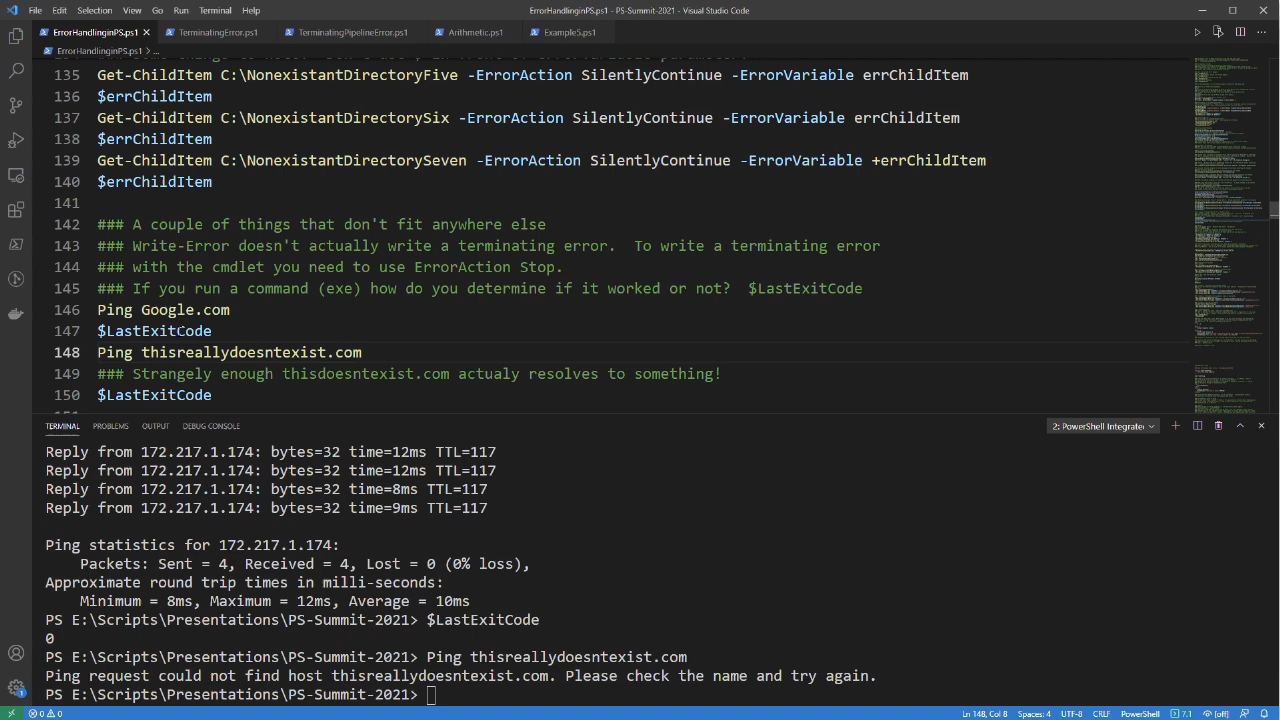 File Edit Selection View Go Run Terminal Help
ErrorHandlinginPS.ps1 - PS-Summit-2021 - Visual Studio Code
ErrorHandlinginPS.ps1 × TerminatingError.ps1 TerminatingPipelineError.ps1 Arithmetic.ps1 Example5.ps1
ErrorHandlinginPS.ps1 > ...
135 Get-ChildItem C:\NonexistantDirectoryFive -ErrorAction SilentlyContinue -ErrorVariable errChildItem
136 $errChildItem
137 Get-ChildItem C:\NonexistantDirectorySix -ErrorAction SilentlyContinue -ErrorVariable errChildItem
138 $errChildItem
139 Get-ChildItem C:\NonexistantDirectorySeven -ErrorAction SilentlyContinue -ErrorVariable +errChildItem
140 $errChildItem
141
142 ### A couple of things that don't fit anywhere else
143 ### Write-Error doesn't actually write a terminating error.  To write a terminating error
144 ### with the cmdlet you need to use ErrorAction Stop.
145 ### If you run a command (exe) how do you determine if it worked or not?  $LastExitCode
146 Ping Google.com
147 $LastExitCode
148 Ping thisreallydoesntexist.com
149 ### Strangely enough thisdoesntexist.com actualy resolves to something!
150 $LastExitCode
TERMINAL PROBLEMS OUTPUT DEBUG CONSOLE
2: PowerShell Integrated
Reply from 172.217.1.174: bytes=32 time=12ms TTL=117
Reply from 172.217.1.174: bytes=32 time=12ms TTL=117
Reply from 172.217.1.174: bytes=32 time=8ms TTL=117
Reply from 172.217.1.174: bytes=32 time=9ms TTL=117
Ping statistics for 172.217.1.174:
Packets: Sent = 4, Received = 4, Lost = 0 (0% loss),
Approximate round trip times in milli-seconds:
Minimum = 8ms, Maximum = 12ms, Average = 10ms
PS E:\Scripts\Presentations\PS-Summit-2021> $LastExitCode
0
PS E:\Scripts\Presentations\PS-Summit-2021> Ping thisreallydoesntexist.com
Ping request could not find host thisreallydoesntexist.com. Please check the name and try again.
PS E:\Scripts\Presentations\PS-Summit-2021>
0 0 Ln 148, Col 8 Spaces: 4 UTF-8 CRLF PowerShell 7.1 [off]